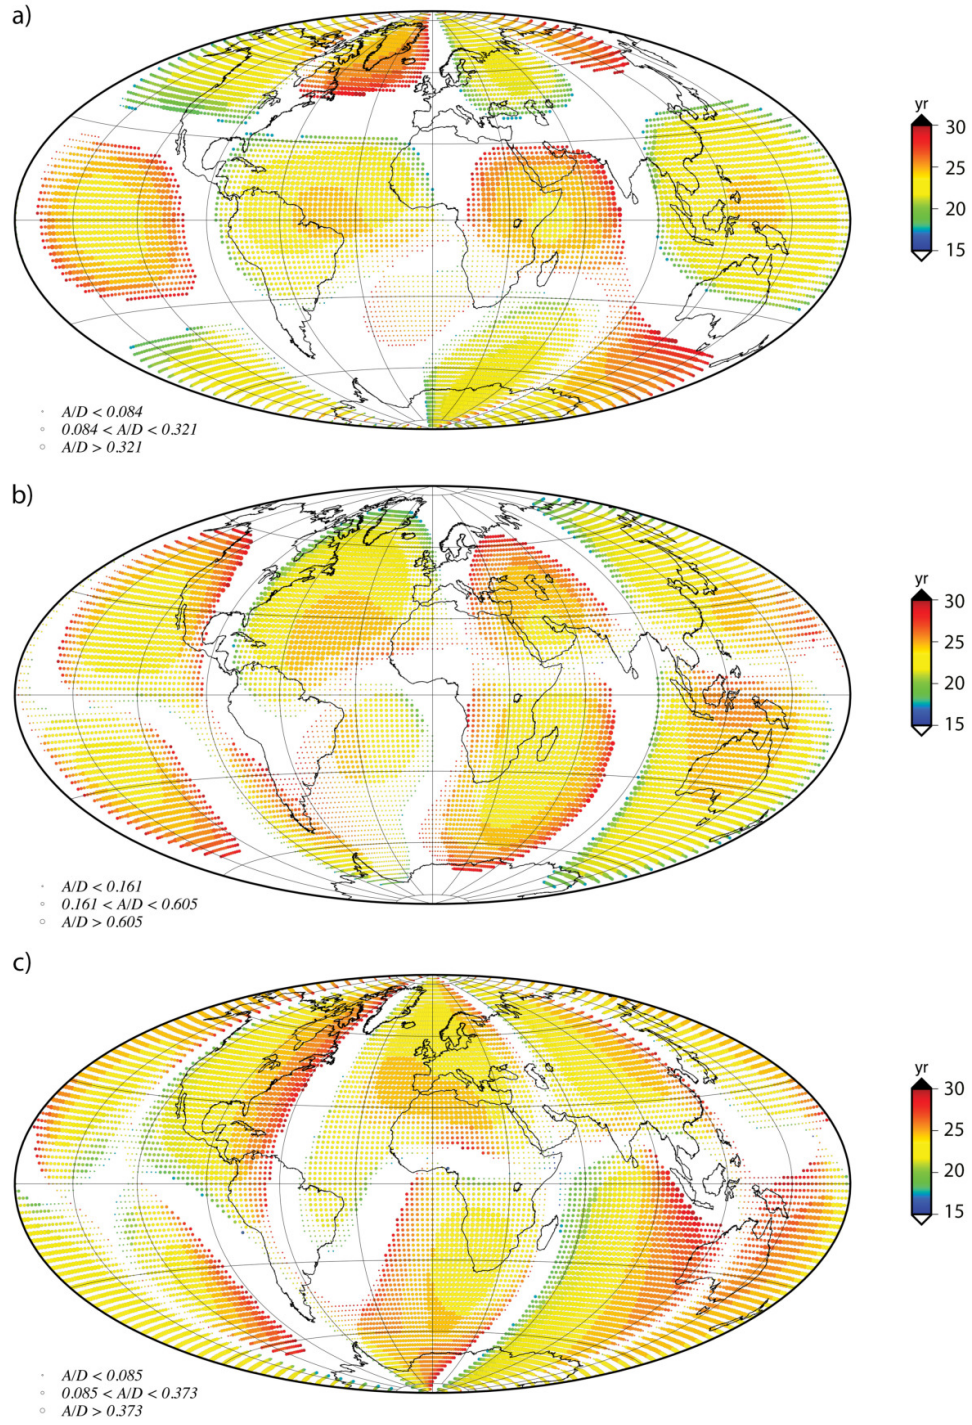 a)
yr
30
25
20
15
A/D < 0.084
0.084 < A/D < 0.321
A/D > 0.321
b)
yr
30
25
20
15
A/D < 0.161
0.161 < A/D < 0.605
A/D > 0.605
c)
yr
30
25
20
15
A/D < 0.085
0.085 < A/D < 0.373
A/D > 0.373